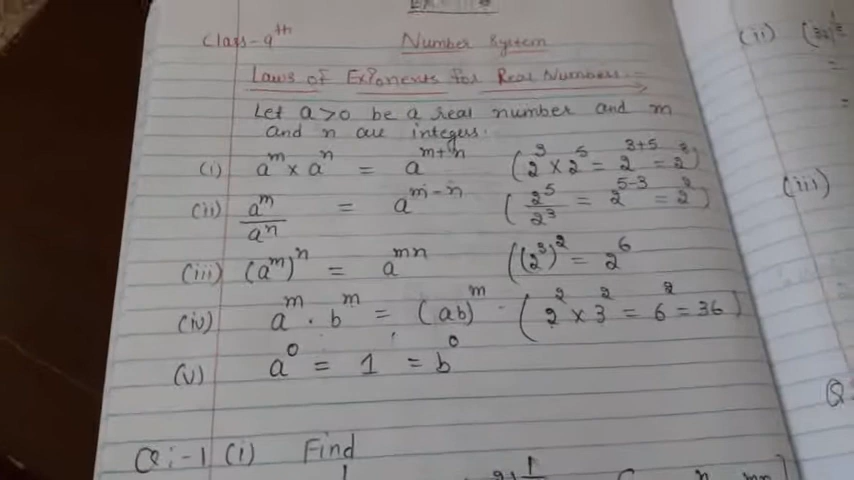 Class-9th
Number System
Laws of Exponents for Real Numbers.
Let a>0 be a real number and m
and n are integers.
(i) a^m × a^n = a^(m+n) (2^3 × 2^5 = 2^(3+5) = 2^8)
(ii) a^m/a^n = a^(m-n) (2^5/2^3 = 2^(5-3) = 2^2)
(iii) (a^m)^n = a^(mn) ((2^3)^2 = 2^6
(iv) a^m . b^m = (ab)^m - (2^2 × 3^2 = 6^2 = 36)
(v) a^0 = 1 = b^0
Q:-1 (i) Find
(ii)
(iii)
Q